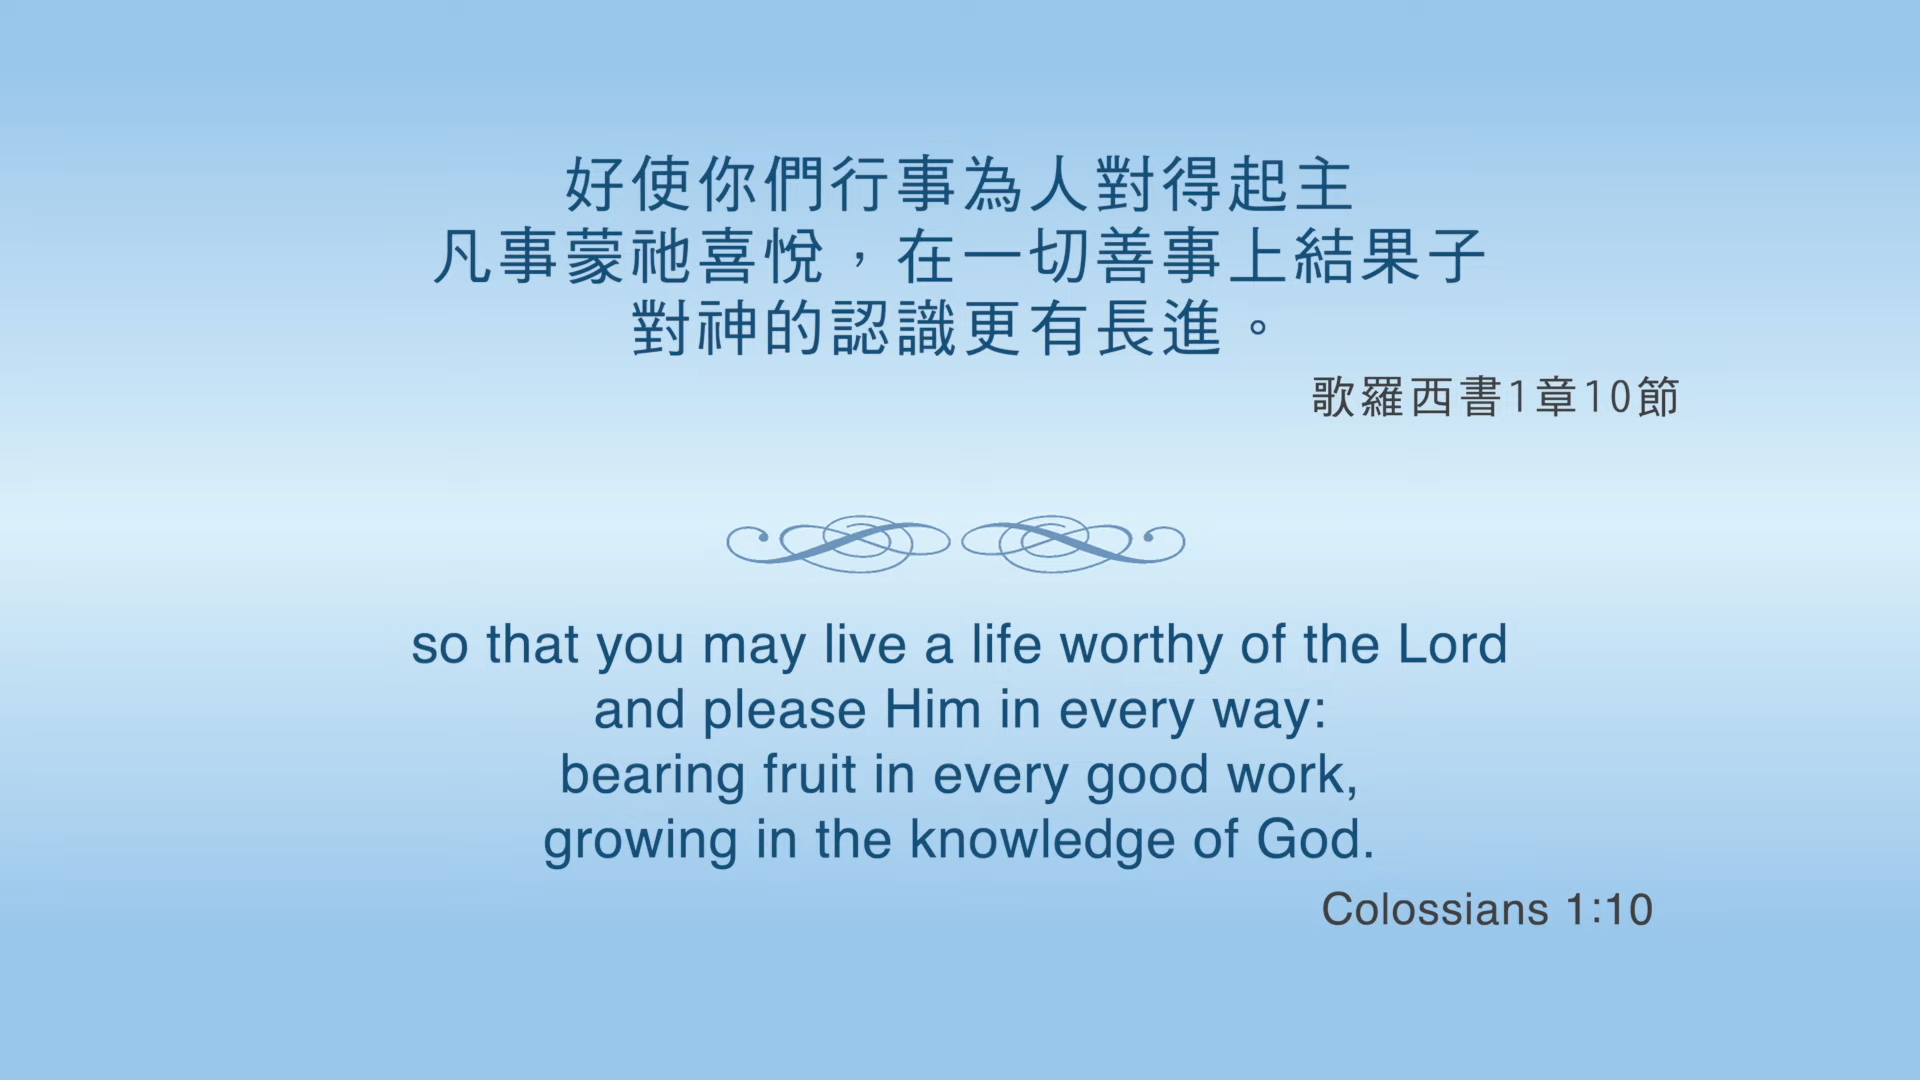 好使你們行事為人對得起主
凡事蒙祂喜悅，在一切善事上結果子
對神的認識更有長進。
歌羅西書1章10節
so that you may live a life worthy of the Lord
and please Him in every way:
bearing fruit in every good work,
growing in the knowledge of God.
Colossians 1:10